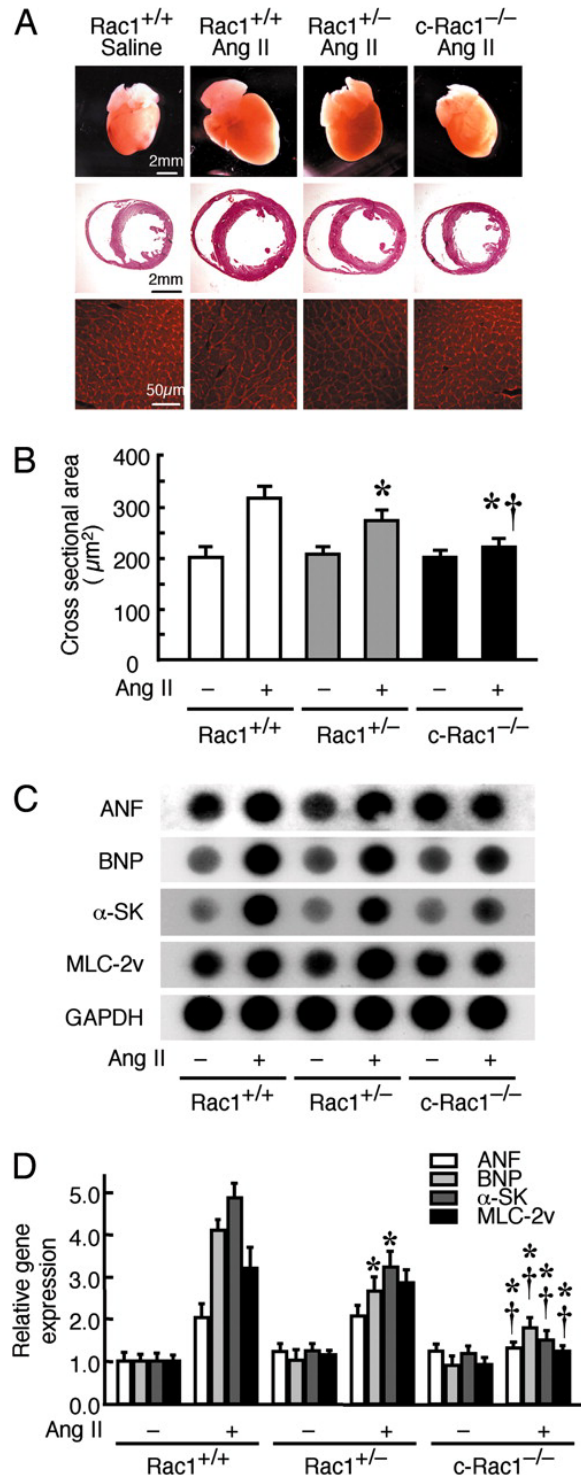 A
Rac1+/+ Saline
Rac1+/+ Ang II
Rac1+/– Ang II
c-Rac1–/– Ang II
2mm
2mm
50µm
B
Cross sectional area ( µm²)
400
300
200
0
*
*†
Ang II – + – + – +
Rac1+/+ Rac1+/– c-Rac1–/–
C
ANF
BNP
α-SK
MLC-2v
GAPDH
Ang II – + – + – +
Rac1+/+ Rac1+/– c-Rac1–/–
D
Relative gene expression
5.0
4.0
3.0
2.0
1.0
0.0
ANF
BNP
α-SK
MLC-2v
* *
* * * *
† † † †
Ang II – + – + – +
Rac1+/+ Rac1+/– c-Rac1–/–